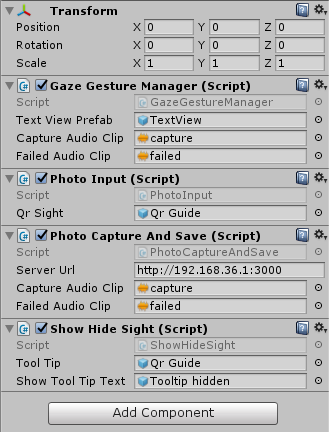 Transform
Position X 0 Y 0 Z 0
Rotation X 0 Y 0 Z 0
Scale X 1 Y 1 Z 1
Gaze Gesture Manager (Script)
Script GazeGestureManager
Text View Prefab TextView
Capture Audio Clip capture
Failed Audio Clip failed
Photo Input (Script)
Script PhotoInput
Qr Sight Qr Guide
Photo Capture And Save (Script)
Script PhotoCaptureAndSave
Server Url http://192.168.36.1:3000
Capture Audio Clip capture
Failed Audio Clip failed
Show Hide Sight (Script)
Script ShowHideSight
Tool Tip Qr Guide
Show Tool Tip Text Tooltip hidden
Add Component